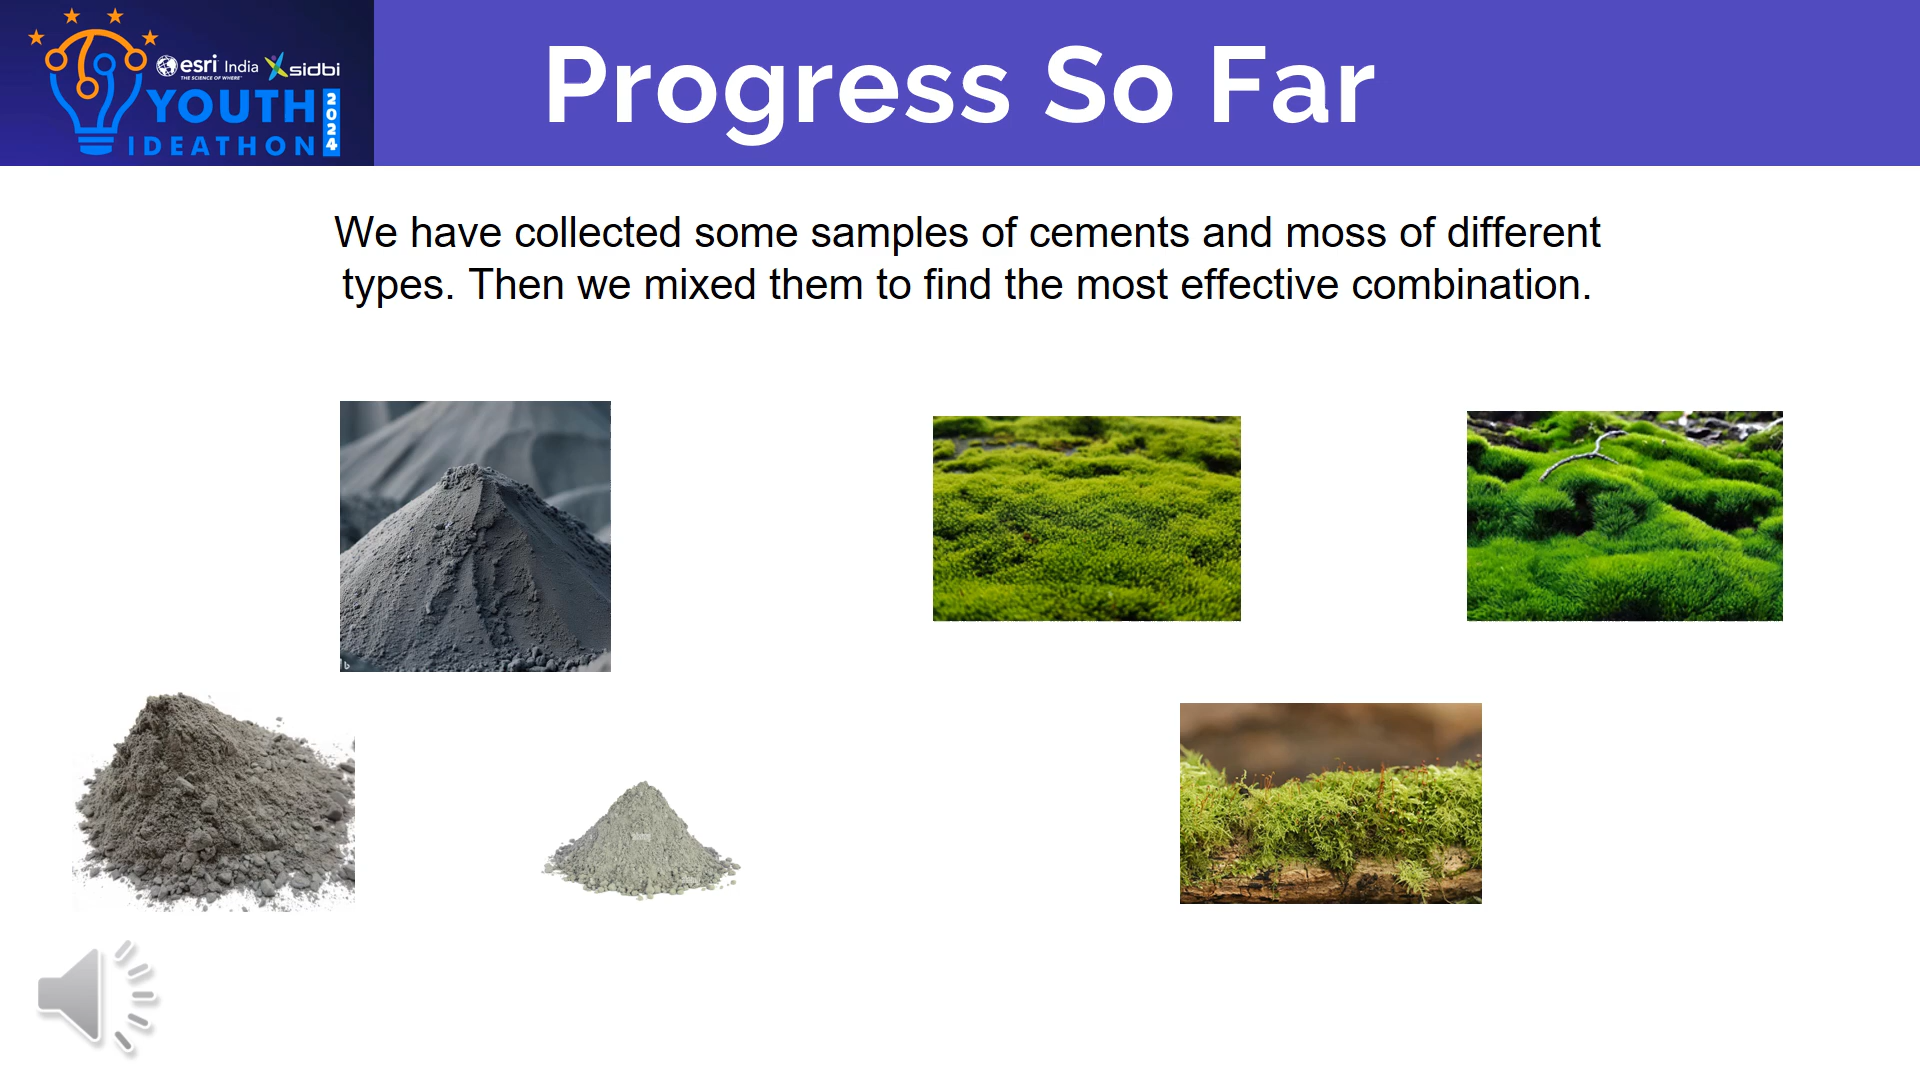 esri India sidbi
THE SCIENCE OF WHERE
YOUTH
IDEATHON
2024
Progress So Far
We have collected some samples of cements and moss of different
types. Then we mixed them to find the most effective combination.
b